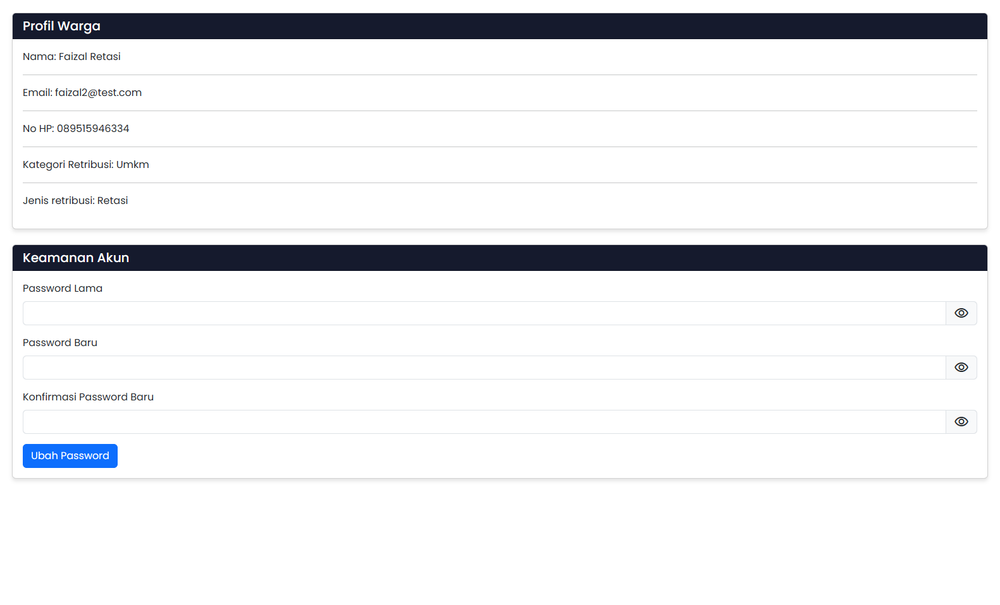 Profil Warga
Nama: Faizal Retasi
Email: faizal2@test.com
No HP: 089515946334
Kategori Retribusi: Umkm
Jenis retribusi: Retasi
Keamanan Akun
Password Lama
Password Baru
Konfirmasi Password Baru
Ubah Password